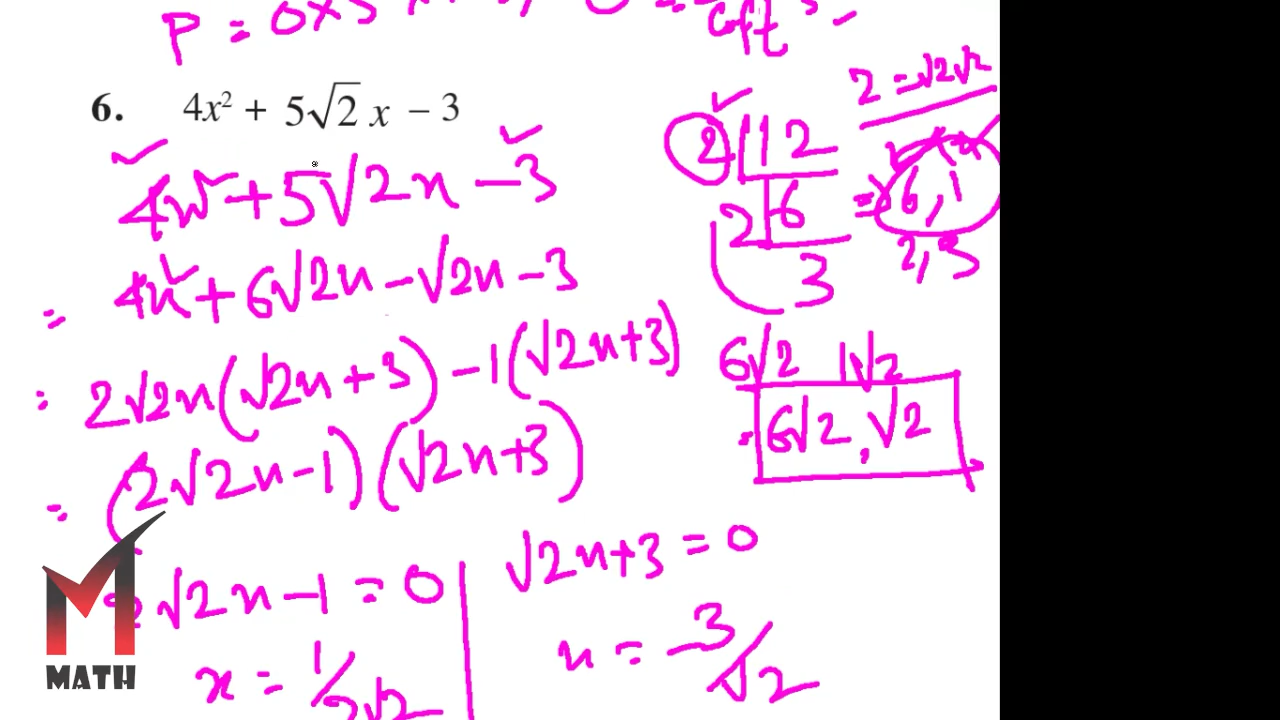 6. 4x² + 5√2 x − 3
4x² + 5√2x − 3
= 4x² + 6√2x − √2x − 3
= 2√2x(√2x + 3) − 1(√2x + 3)
= (2√2x − 1)(√2x + 3)
√2x − 1 = 0
x = 1/2√2
√2x + 3 = 0
x = −3/√2
2 = √2√2
2 12
2 6
3
6, 1
2, 3
6√2 1√2
= 6√2, √2
MATH